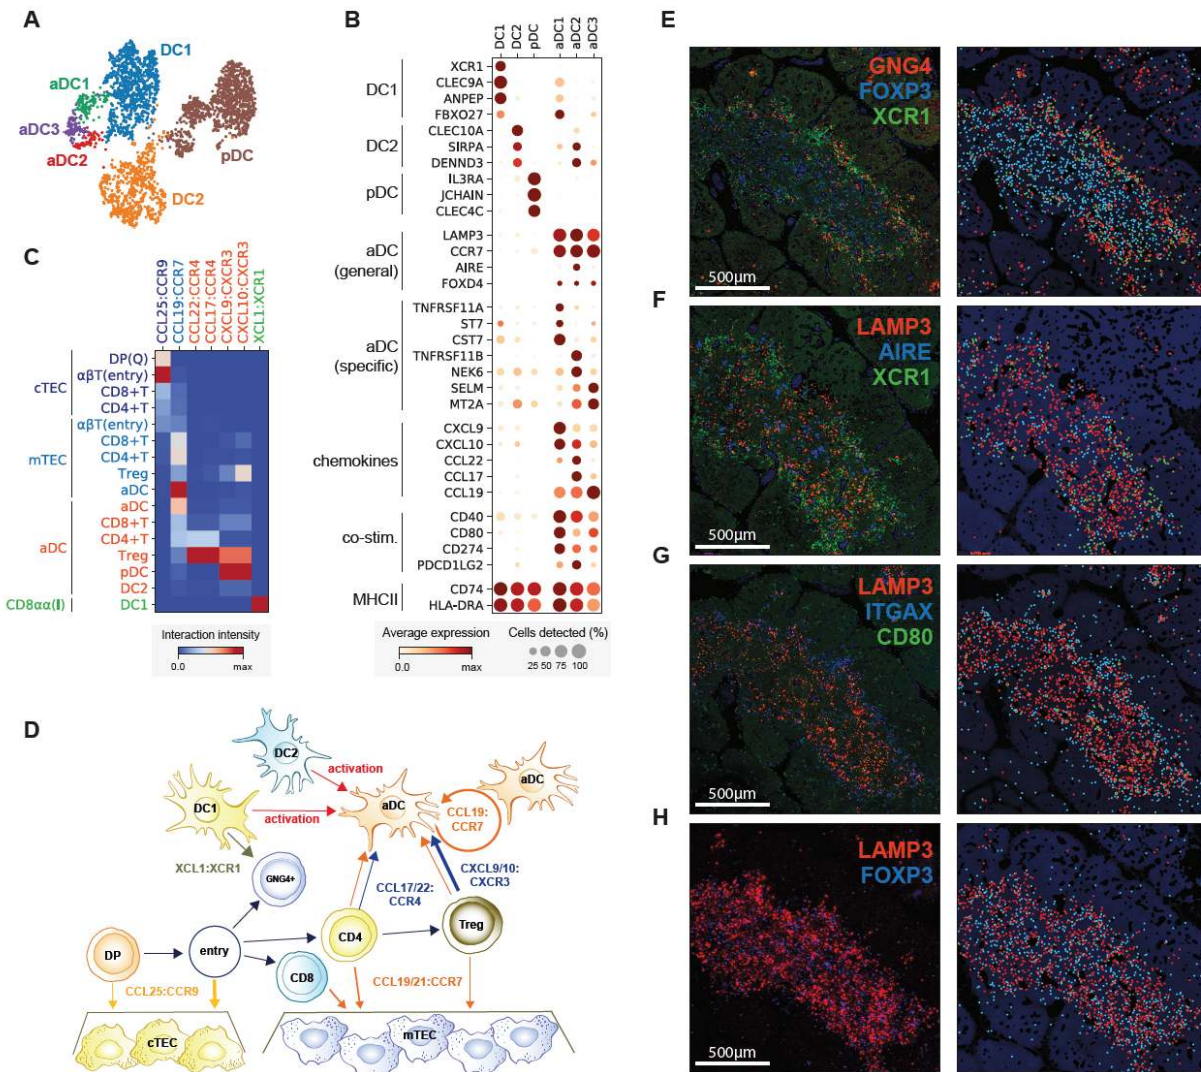 A
DC1
aDC1
aDC3
aDC2
pDC
DC2
B
DC1
DC2
pDC
aDC1
aDC2
aDC3
DC1
XCR1
CLEC9A
ANPEP
FBXO27
DC2
CLEC10A
SIRPA
DENND3
pDC
IL3RA
JCHAIN
CLEC4C
aDC
(general)
LAMP3
CCR7
AIRE
FOXD4
aDC
(specific)
TNFRSF11A
ST7
CST7
TNFRSF11B
NEK6
SELM
MT2A
chemokines
CXCL9
CXCL10
CCL22
CCL17
CCL19
co-stim.
CD40
CD80
CD274
PDCD1LG2
MHCII
CD74
HLA-DRA
Average expression
0.0
max
Cells detected (%)
25 50 75 100
C
CCL25:CCR9
CCL19:CCR7
CCL22:CCR4
CCL17:CCR4
CXCL9:CXCR3
CXCL10:CXCR3
XCL1:XCR1
cTEC
DP(Q)
αβT(entry)
CD8+T
CD4+T
mTEC
αβT(entry)
CD8+T
CD4+T
Treg
aDC
aDC
aDC
CD8+T
CD4+T
Treg
pDC
DC2
CD8αα(I)
DC1
Interaction intensity
0.0
max
D
DC2
activation
aDC
aDC
DC1
activation
CCL19:
CCR7
XCL1:XCR1
GNG4+
CXCL9/10:
CXCR3
CCL17/22:
CCR4
Treg
CD4
DP
entry
CD8
CCL25:CCR9
CCL19/21:CCR7
cTEC
mTEC
E
GNG4
FOXP3
XCR1
500μm
F
LAMP3
AIRE
XCR1
500μm
G
LAMP3
ITGAX
CD80
500μm
H
LAMP3
FOXP3
500μm